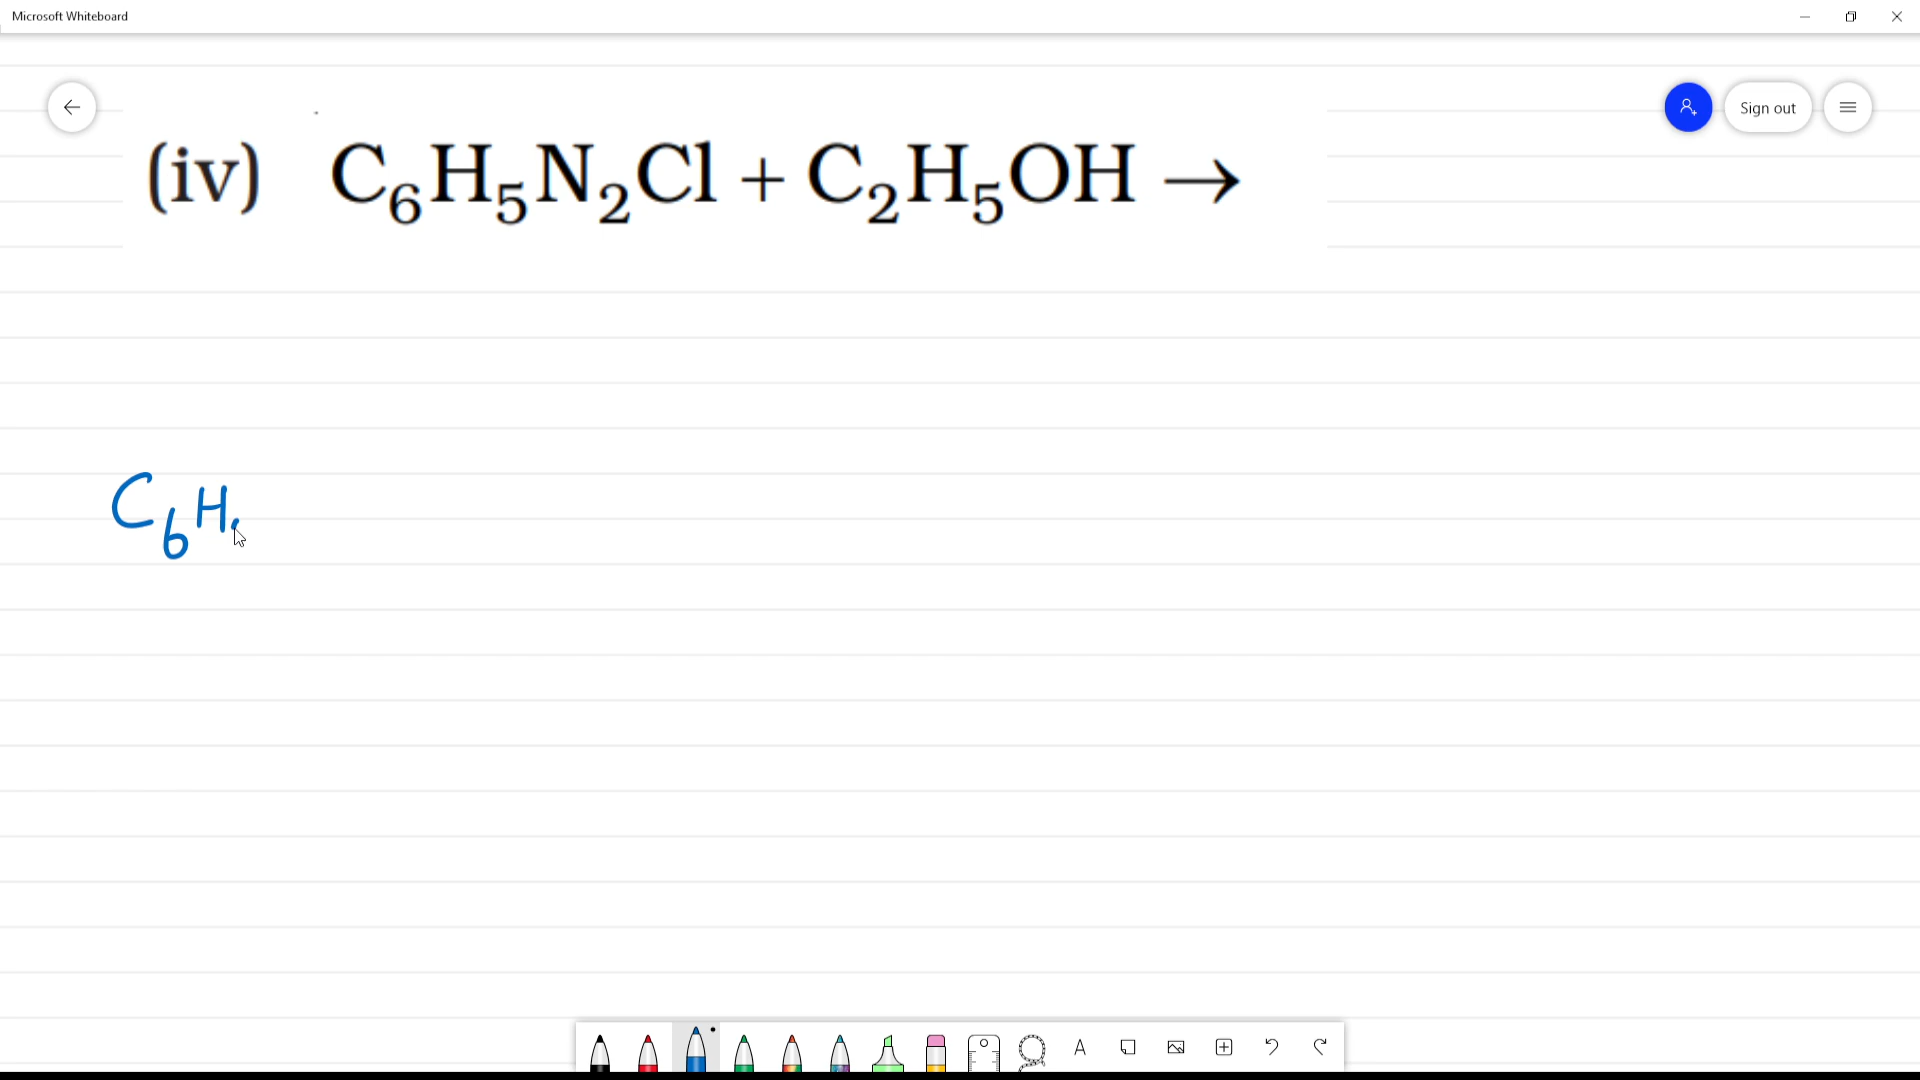 Microsoft Whiteboard
Sign out
(iv) C₆H₅N₂Cl + C₂H₅OH →
C₆H
A